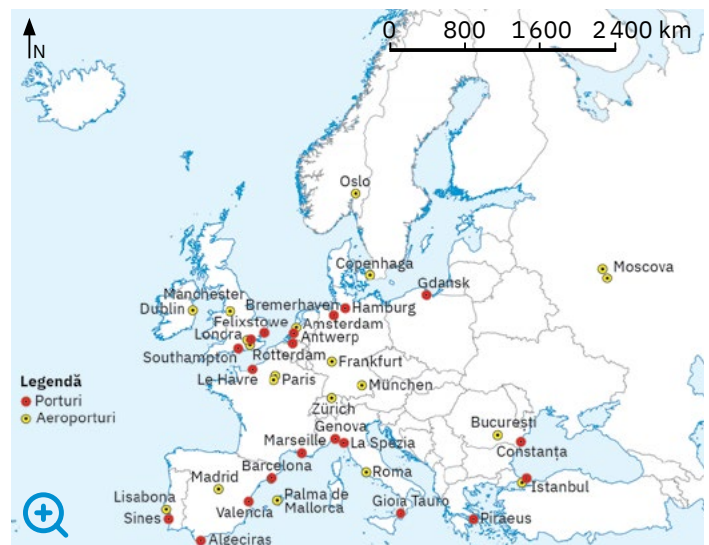 N
0 800 1600 2400 km
Oslo
Copenhaga
Moscova
Gdansk
Manchester
Bremerhaven
Hamburg
Dublin
Felixstowe
Amsterdam
Londra
Antwerp
Southampton
Rotterdam
Frankfurt
Le Havre
Paris
München
Legendă
Porturi
Aeroporturi
Zürich
Genova
București
Marseille
La Spezia
Constanța
Barcelona
Roma
Istanbul
Madrid
Lisabona
Palma de
Mallorca
Valencia
Gioia Tauro
Sines
Piraeus
Algeciras